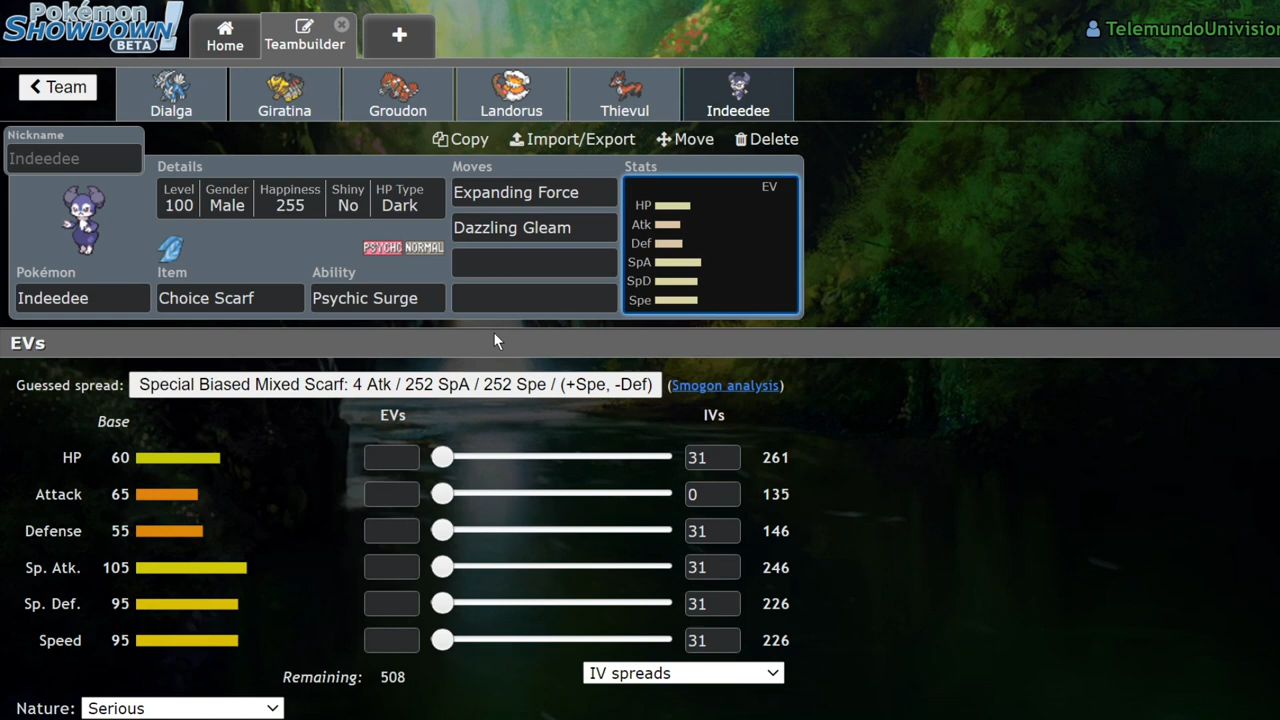 Pokémon
SHOWDOWN!
BETA
Home
Teambuilder
TelemundoUnivision
Team
Dialga
Giratina
Groudon
Landorus
Thievul
Indeedee
Copy
Import/Export
Move
Delete
Nickname
Indeedee
Details
Moves
Stats
Level
Gender
Happiness
Shiny
HP Type
100
Male
255
No
Dark
PSYCHC NORMAL
Pokémon
Item
Ability
Indeedee
Choice Scarf
Psychic Surge
Expanding Force
Dazzling Gleam
EV
HP
Atk
Def
SpA
SpD
Spe
EVs
Guessed spread: Special Biased Mixed Scarf: 4 Atk / 252 SpA / 252 Spe / (+Spe, -Def) (Smogon analysis)
Base EVs IVs
HP 60 31 261
Attack 65 0 135
Defense 55 31 146
Sp. Atk. 105 31 246
Sp. Def. 95 31 226
Speed 95 31 226
Remaining: 508 IV spreads
Nature: Serious